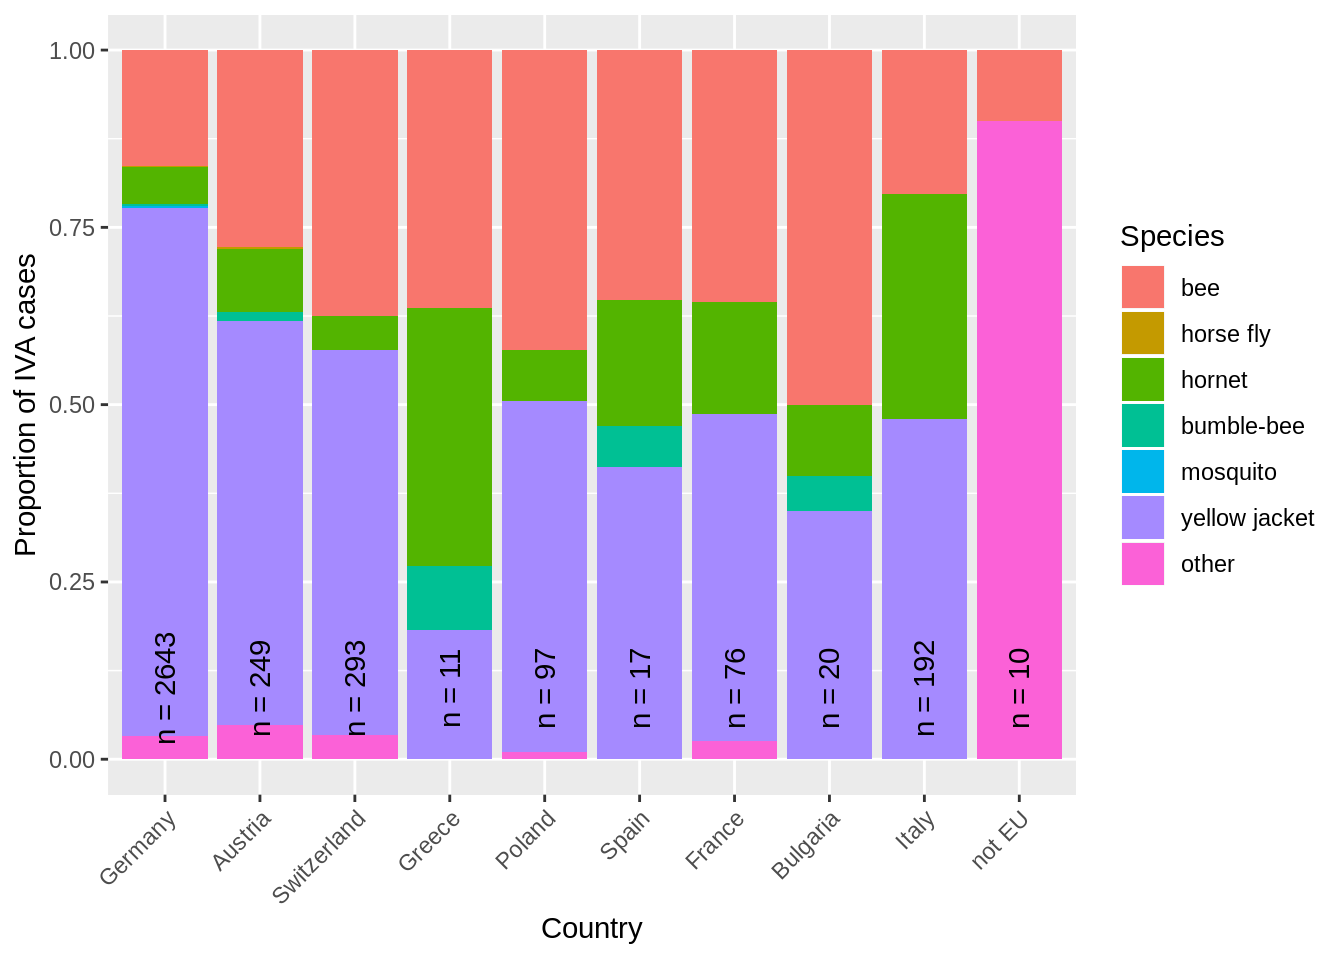 1.00
0.75
0.50
0.25
0.00
Proportion of IVA cases
n = 2643
n = 249
n = 293
n = 11
n = 97
n = 17
n = 76
n = 20
n = 192
n = 10
Germany
Austria
Switzerland
Greece
Poland
Spain
France
Bulgaria
Italy
not EU
Country
Species
bee
horse fly
hornet
bumble-bee
mosquito
yellow jacket
other